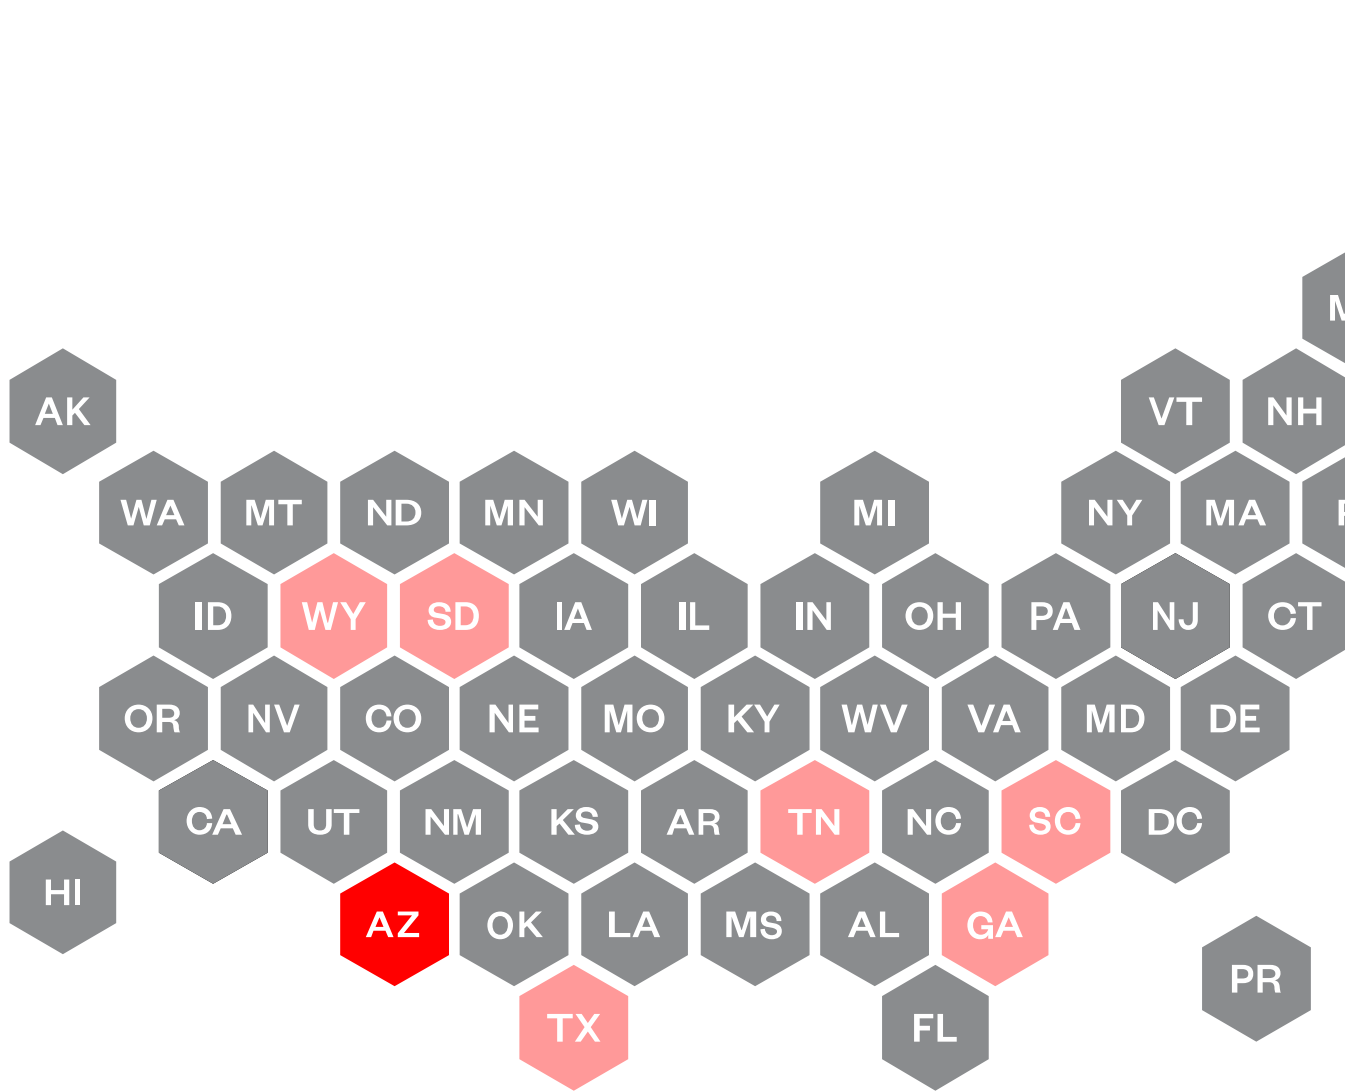 AK
VT NH
WA MT ND MN WI MI NY MA
ID WY SD IA IL IN OH PA NJ CT
OR NV CO NE MO KY WV VA MD DE
CA UT NM KS AR TN NC SC DC
HI
AZ OK LA MS AL GA
PR
TX FL